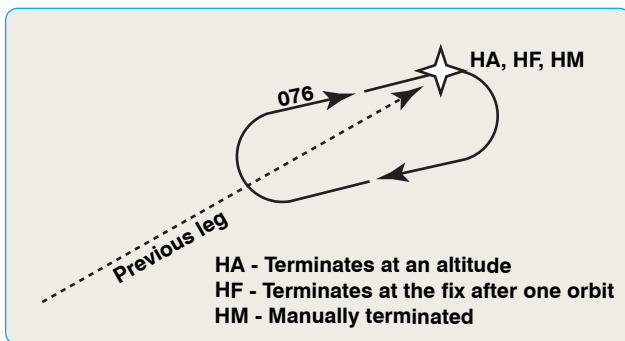 HA, HF, HM
076
Previous leg
HA - Terminates at an altitude
HF - Terminates at the fix after one orbit
HM - Manually terminated